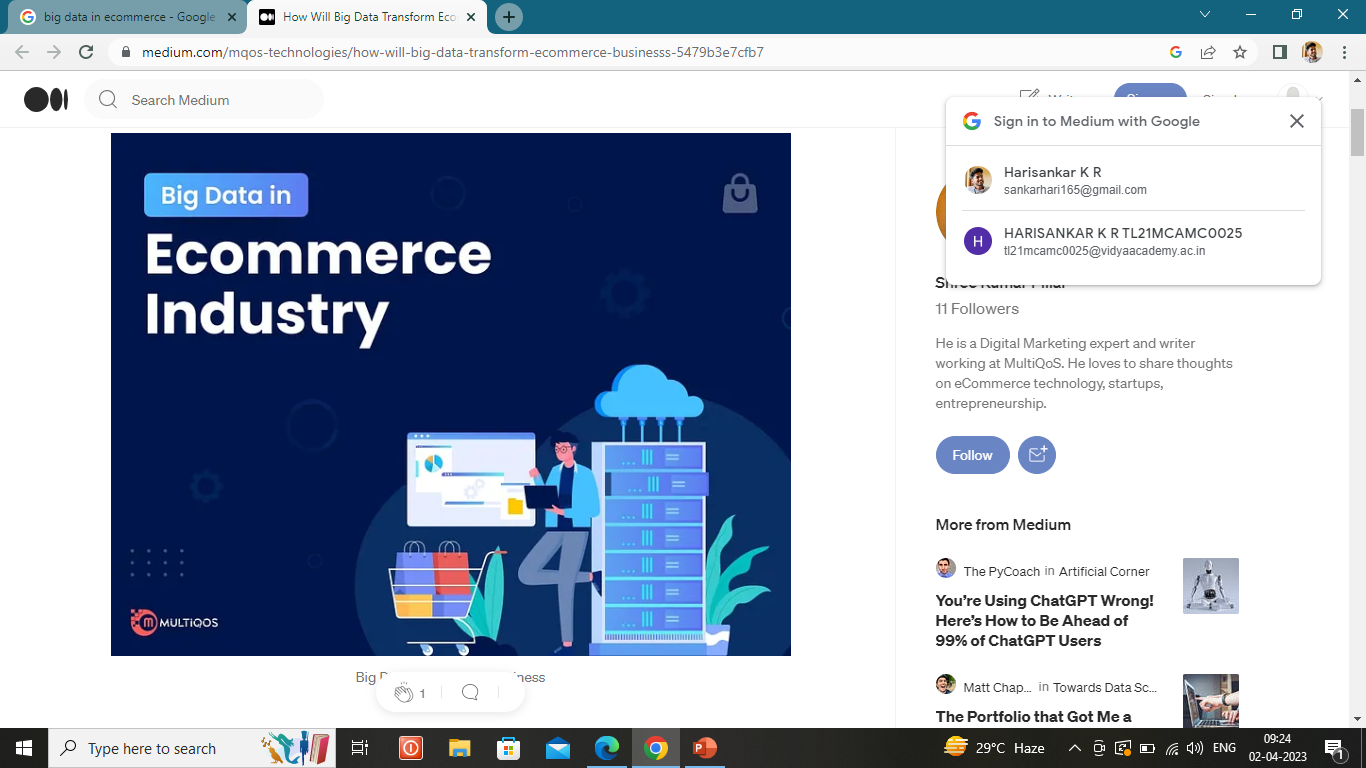 big data in ecommerce - Google
How Will Big Data Transform Eco
medium.com/mqos-technologies/how-will-big-data-transform-ecommerce-businesss-5479b3e7cfb7
Search Medium
Sign in to Medium with Google
Harisankar K R
sankarhari165@gmail.com
HARISANKAR K R TL21MCAMC0025
tl21mcamc0025@vidyaacademy.ac.in
H
Big Data in
Ecommerce
Industry
MULTIQOS
Big
1
11 Followers
He is a Digital Marketing expert and writer
working at MultiQoS. He loves to share thoughts
on eCommerce technology, startups,
entrepreneurship.
Follow
More from Medium
The PyCoach in Artificial Corner
You're Using ChatGPT Wrong!
Here's How to Be Ahead of
99% of ChatGPT Users
Matt Chap... in Towards Data Sc...
The Portfolio that Got Me a
Type here to search
29°C Haze
ENG
09:24
02-04-2023
1